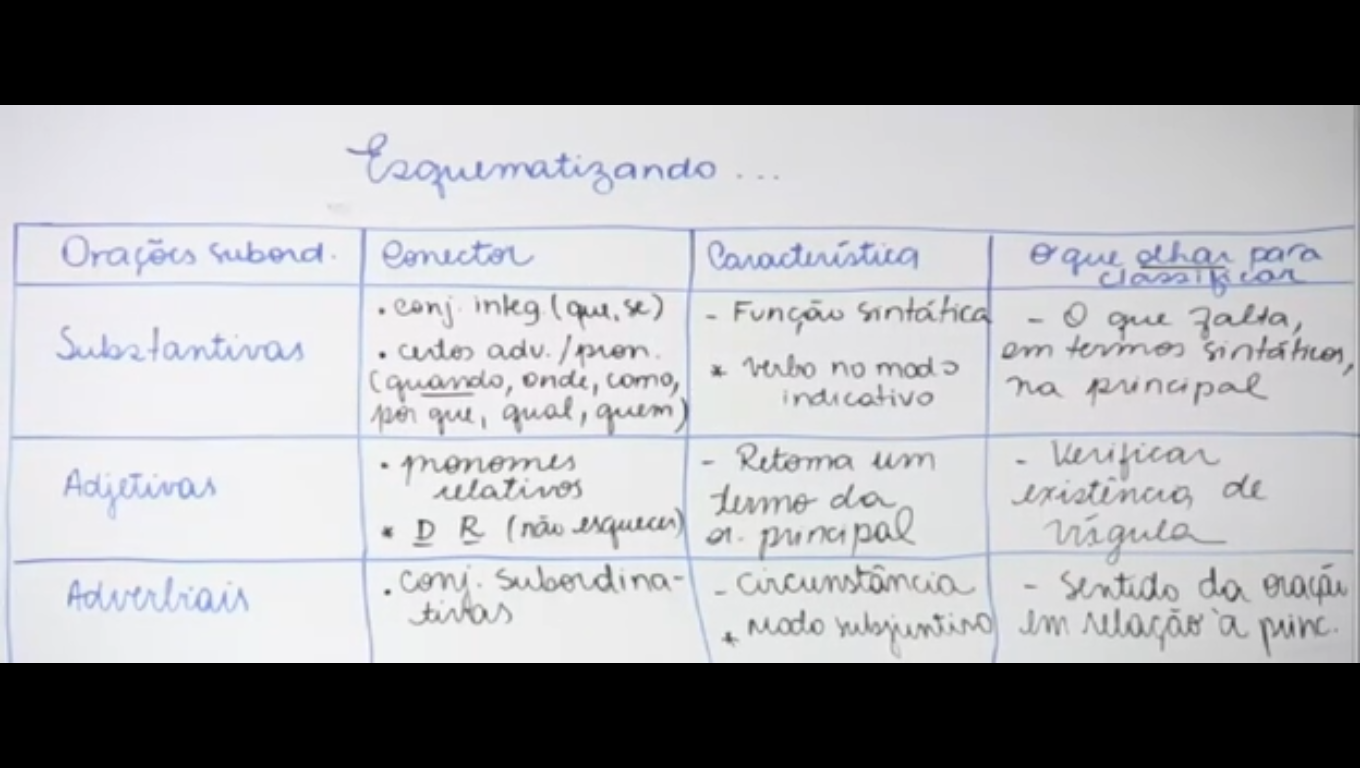 Esquematizando...
Orações subord.
Conector
Característica
O que olhar para
classificar
Substantivas
• conj. integ. (que, se)
• certos adv./pron.
(quando, onde, como,
por que, qual, quem)
- Função sintática
* verbo no modo
indicativo
- O que falta,
em termos sintáticos,
na principal
Adjetivas
• pronomes
relativos
* D R (não esquecer)
- Retoma um
termo da
or. principal
- Verificar
existência de
vírgula
Adverbiais
• conj. subordina-
tivas
- circunstância
* modo subjuntivo
- sentido da oração
em relação à princ.